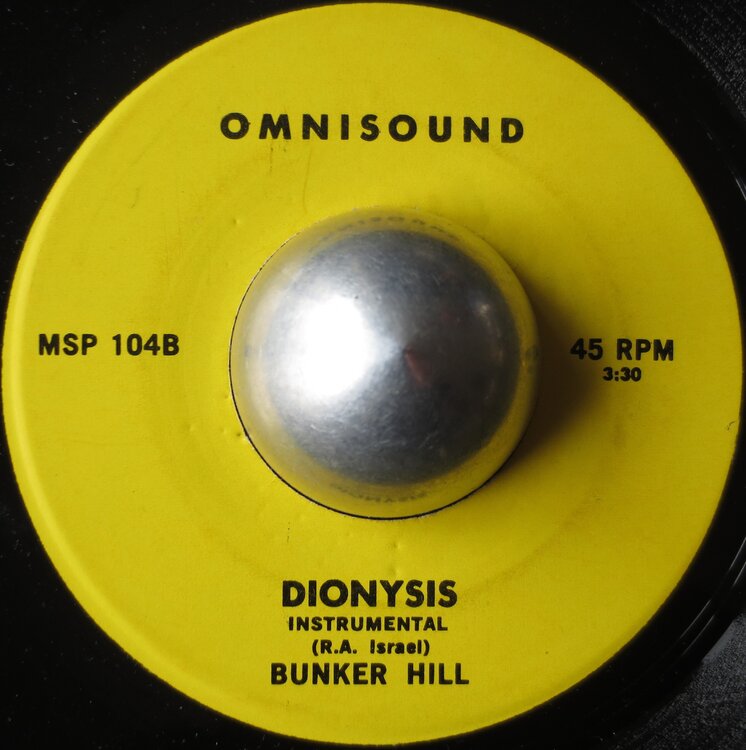 OMNISOUND
MSP 104B
45 RPM
3:30
DIONYSIS
INSTRUMENTAL
(R.A. Israel)
BUNKER HILL